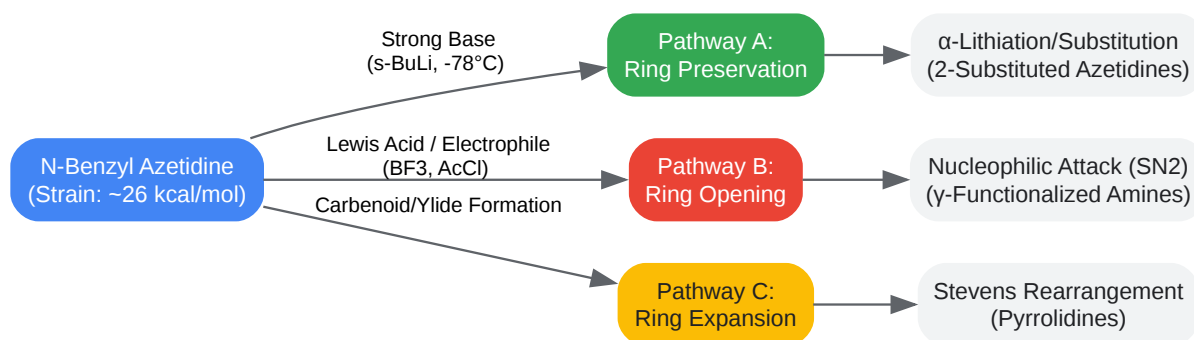 Strong Base
(s-BuLi, -78°C)
Pathway A:
Ring Preservation
α-Lithiation/Substitution
(2-Substituted Azetidines)
N-Benzyl Azetidine
(Strain: ~26 kcal/mol)
Lewis Acid / Electrophile
(BF3, AcCl)
Pathway B:
Ring Opening
Nucleophilic Attack (SN2)
(γ-Functionalized Amines)
Carbenoid/Ylide Formation
Pathway C:
Ring Expansion
Stevens Rearrangement
(Pyrrolidines)